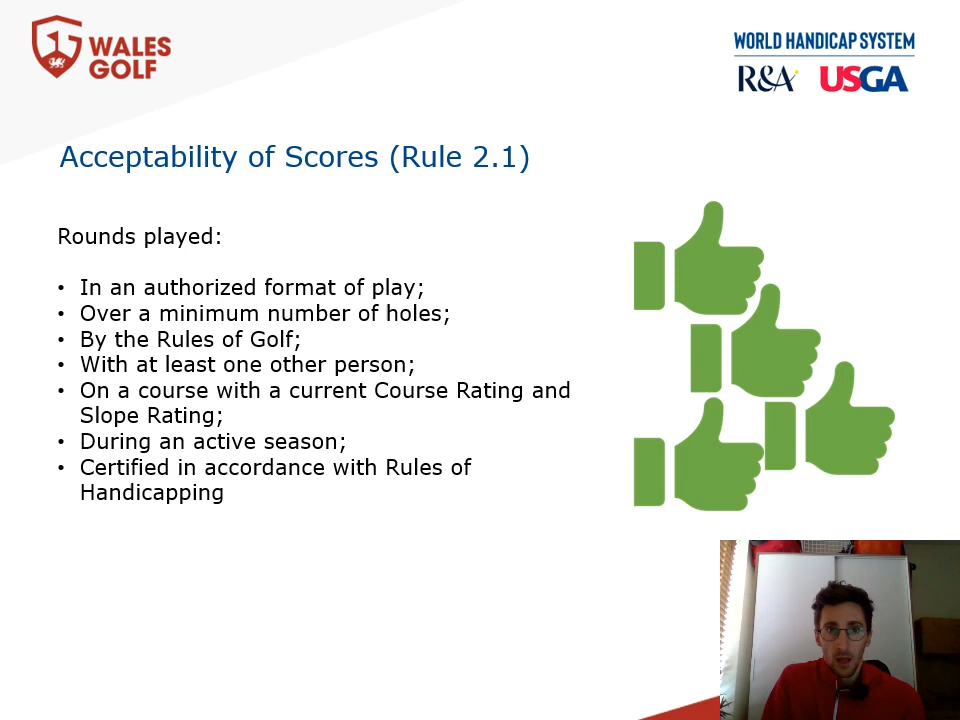 1 WALES
GOLF
WORLD HANDICAP SYSTEM
R&A USGA
Acceptability of Scores (Rule 2.1)
Rounds played:
• In an authorized format of play;
• Over a minimum number of holes;
• By the Rules of Golf;
• With at least one other person;
• On a course with a current Course Rating and
Slope Rating;
• During an active season;
• Certified in accordance with Rules of
Handicapping